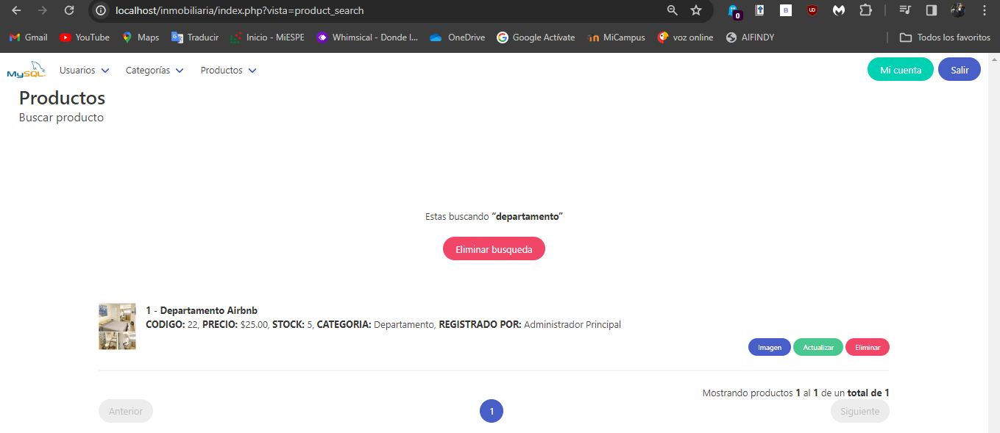 localhost/inmobiliaria/index.php?vista=product_search
0
B
UD
Gmail YouTube Maps Traducir Inicio - MiESPE Whimsical - Donde l... OneDrive Google Actívate MiCampus voz online AIFINDY Todos los favoritos
MySQL Usuarios Categorías Productos Mi cuenta Salir
Productos
Buscar producto
Estas buscando “departamento”
Eliminar busqueda
1 - Departamento Airbnb
CODIGO: 22, PRECIO: $25.00, STOCK: 5, CATEGORIA: Departamento, REGISTRADO POR: Administrador Principal
Imagen Actualizar Eliminar
Mostrando productos 1 al 1 de un total de 1
Anterior 1 Siguiente